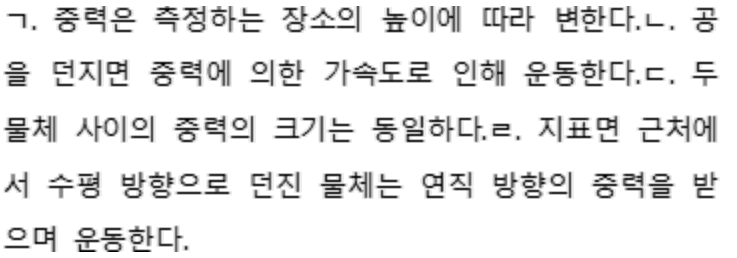 ㄱ. 중력은 측정하는 장소의 높이에 따라 변한다.ㄴ. 공
을 던지면 중력에 의한 가속도로 인해 운동한다.ㄷ. 두
물체 사이의 중력의 크기는 동일하다.ㄹ. 지표면 근처에
서 수평 방향으로 던진 물체는 연직 방향의 중력을 받
으며 운동한다.